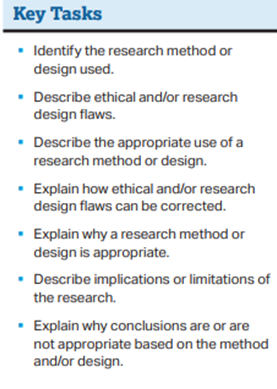 Key Tasks
▪ Identify the research method or
design used.
▪ Describe ethical and/or research
design flaws.
▪ Describe the appropriate use of a
research method or design.
▪ Explain how ethical and/or research
design flaws can be corrected.
▪ Explain why a research method or
design is appropriate.
▪ Describe implications or limitations of
the research.
▪ Explain why conclusions are or are
not appropriate based on the method
and/or design.